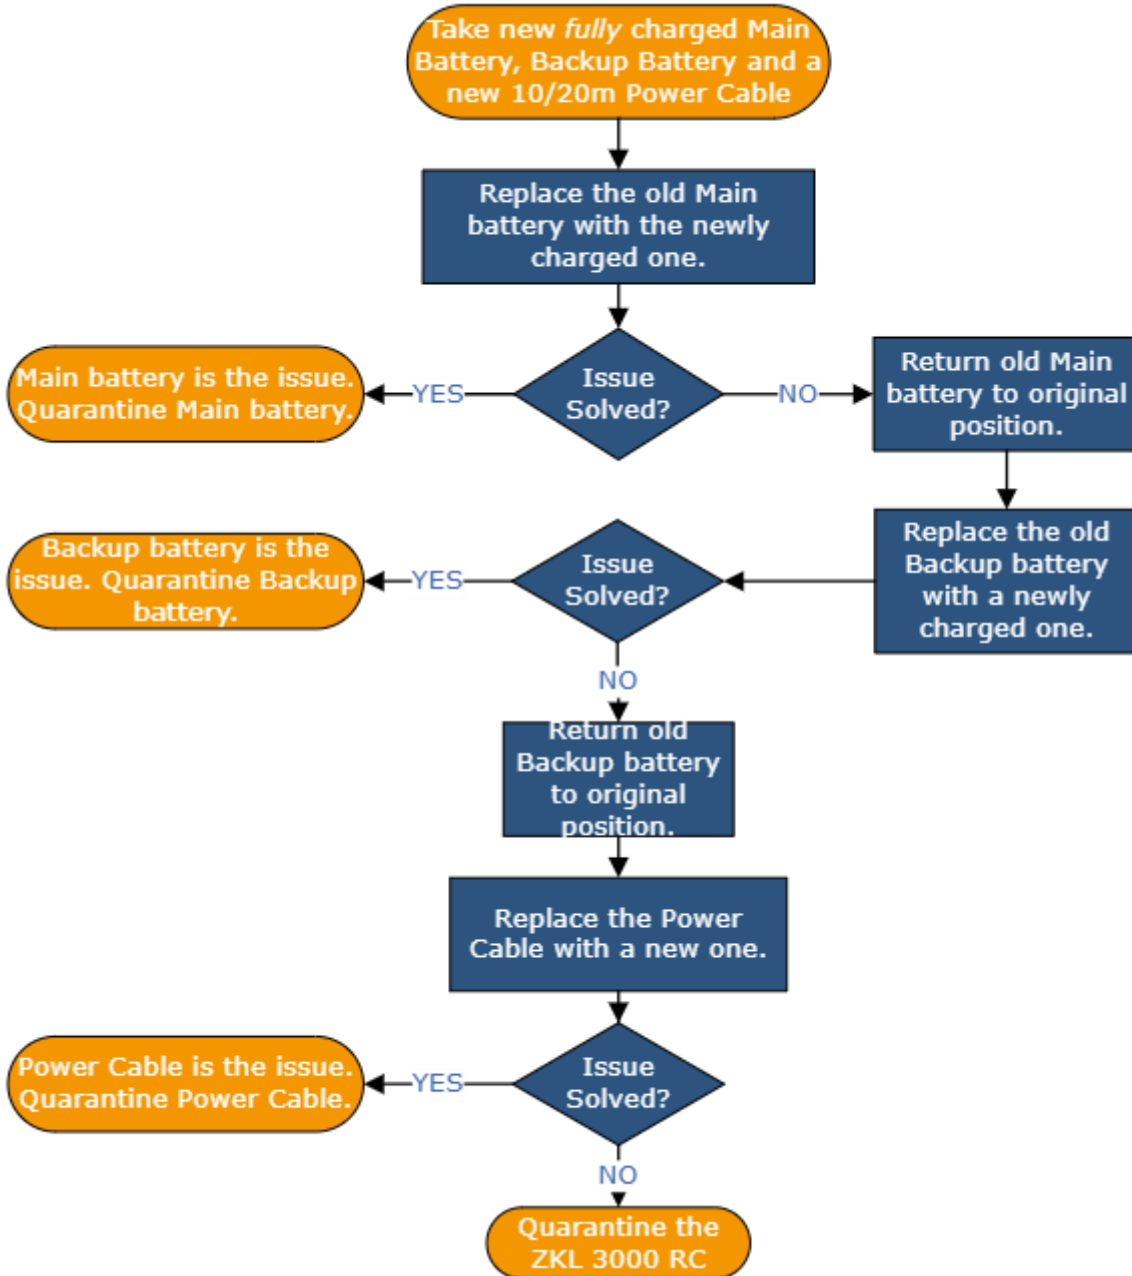 Take new fully charged Main
Battery, Backup Battery and a
new 10/20m Power Cable
Replace the old Main
battery with the newly
charged one.
Issue
Solved?
YES
Main battery is the issue.
Quarantine Main battery.
NO
Return old Main
battery to original
position.
Replace the old
Backup battery
with a newly
charged one.
Issue
Solved?
YES
Backup battery is the
issue. Quarantine Backup
battery.
NO
Return old
Backup battery
to original
position.
Replace the Power
Cable with a new one.
Issue
Solved?
YES
Power Cable is the issue.
Quarantine Power Cable.
NO
Quarantine the
ZKL 3000 RC